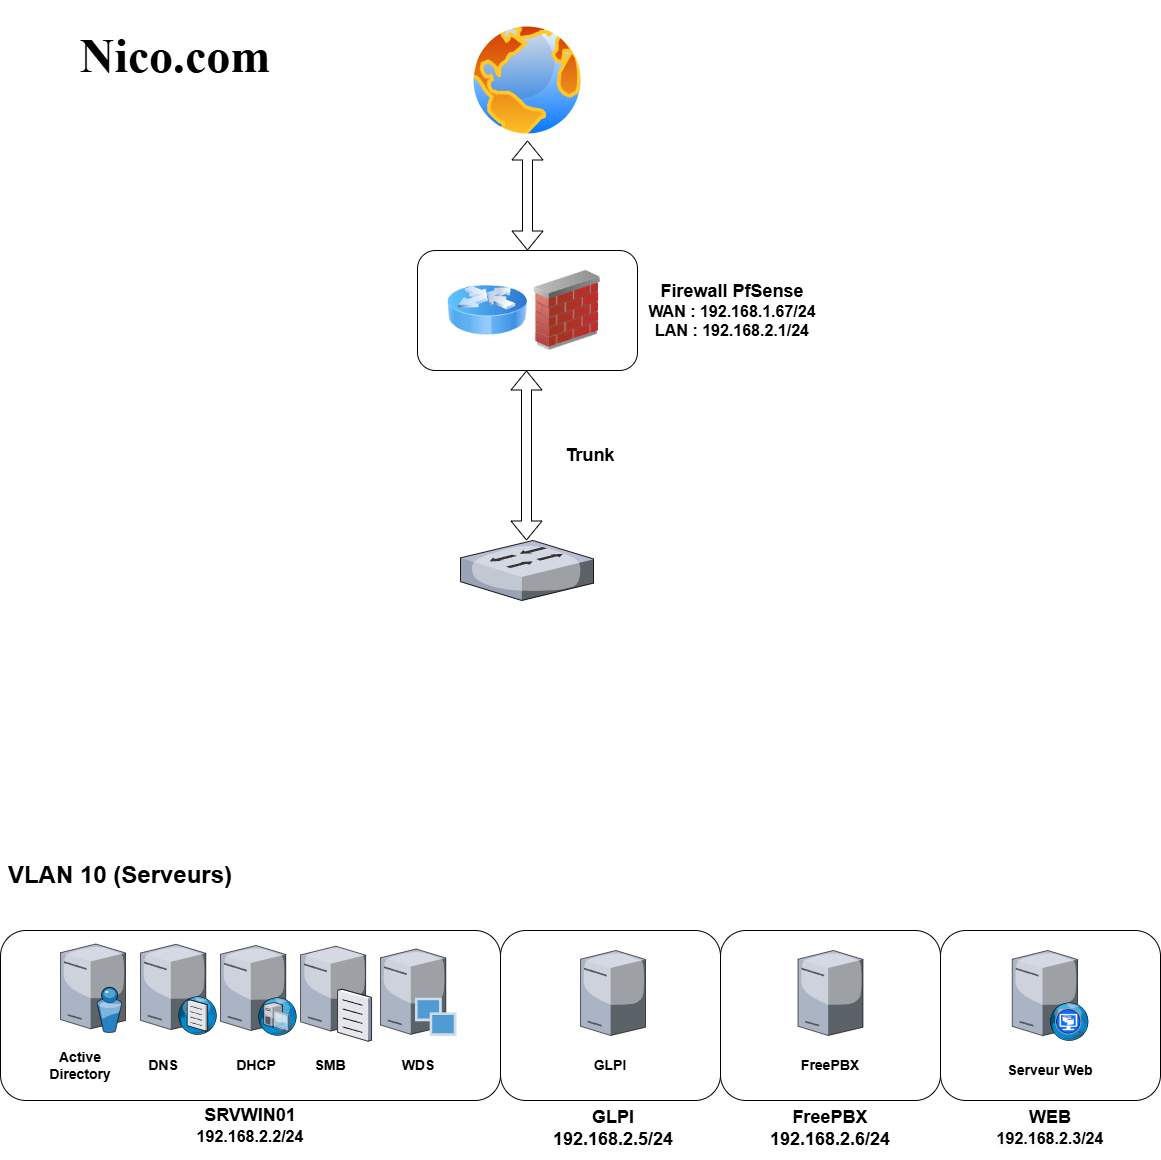 Nico.com
Firewall PfSense
WAN : 192.168.1.67/24
LAN : 192.168.2.1/24
Trunk
VLAN 10 (Serveurs)
Active
Directory
DNS
DHCP
SMB
WDS
GLPI
FreePBX
Serveur Web
SRVWIN01
192.168.2.2/24
GLPI
192.168.2.5/24
FreePBX
192.168.2.6/24
WEB
192.168.2.3/24